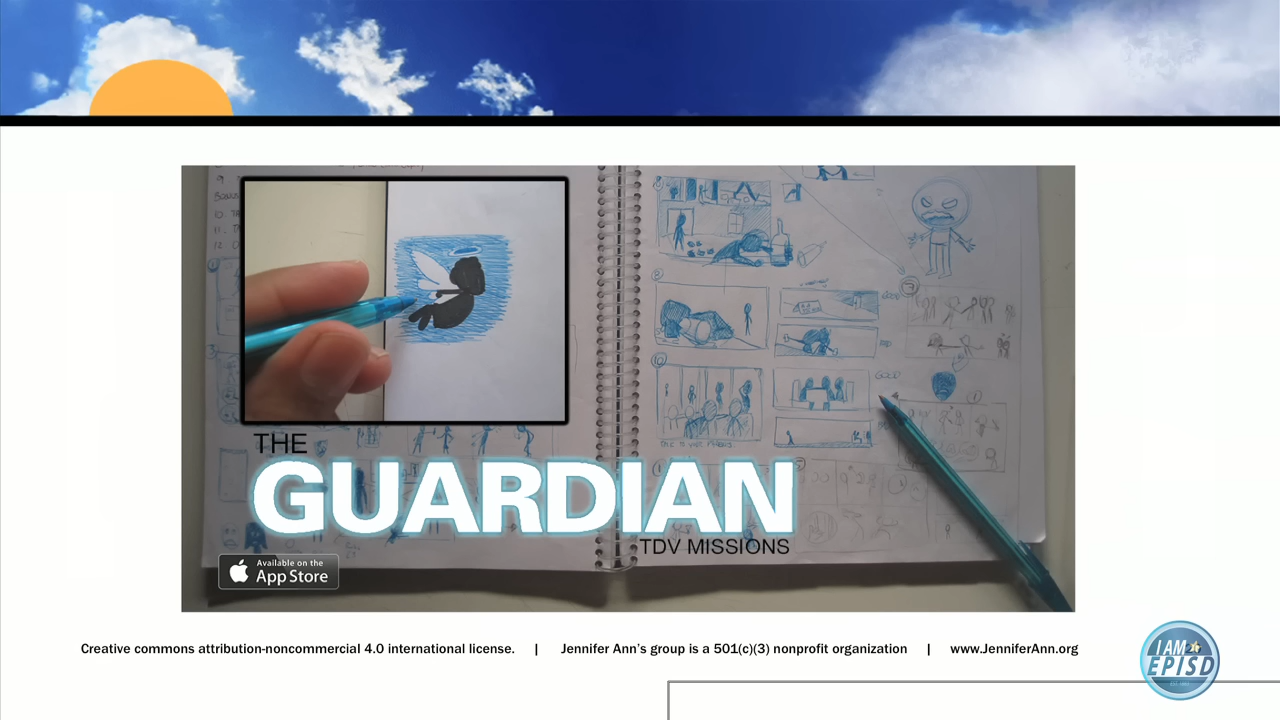 THE
GUARDIAN
TDV MISSIONS
Available on the
App Store
Creative commons attribution-noncommercial 4.0 international license. | Jennifer Ann's group is a 501(c)(3) nonprofit organization | www.JenniferAnn.org
I AM
EPISD